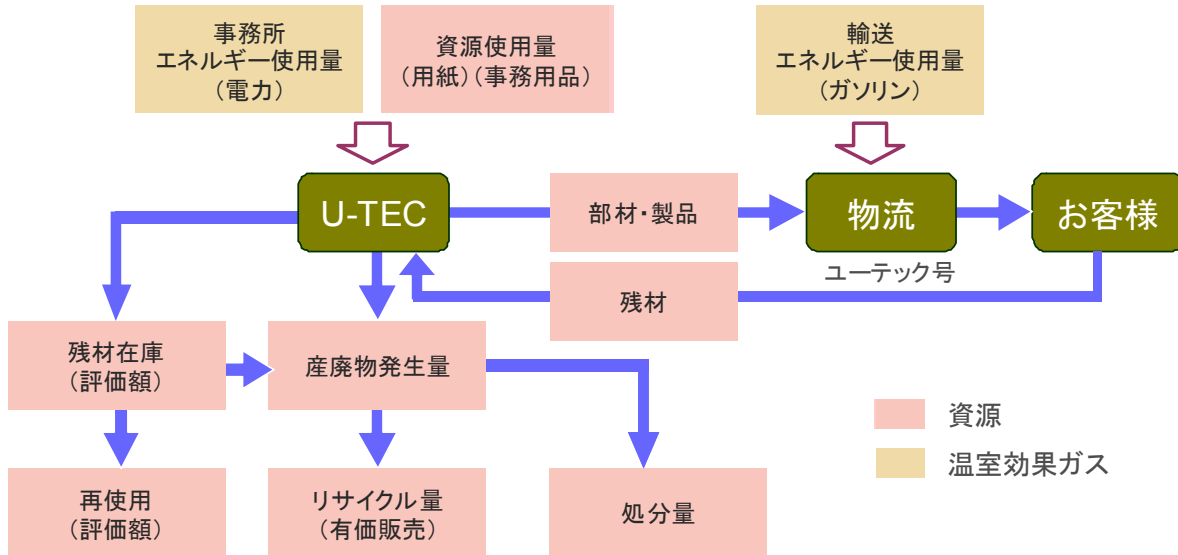 事務所
エネルギー使用量
（電力）
資源使用量
（用紙）（事務用品）
輸送
エネルギー使用量
（ガソリン）
U-TEC
部材・製品
物流
お客様
ユーテック号
残材
残材在庫
（評価額）
産廃物発生量
資源
温室効果ガス
再使用
（評価額）
リサイクル量
（有価販売）
処分量